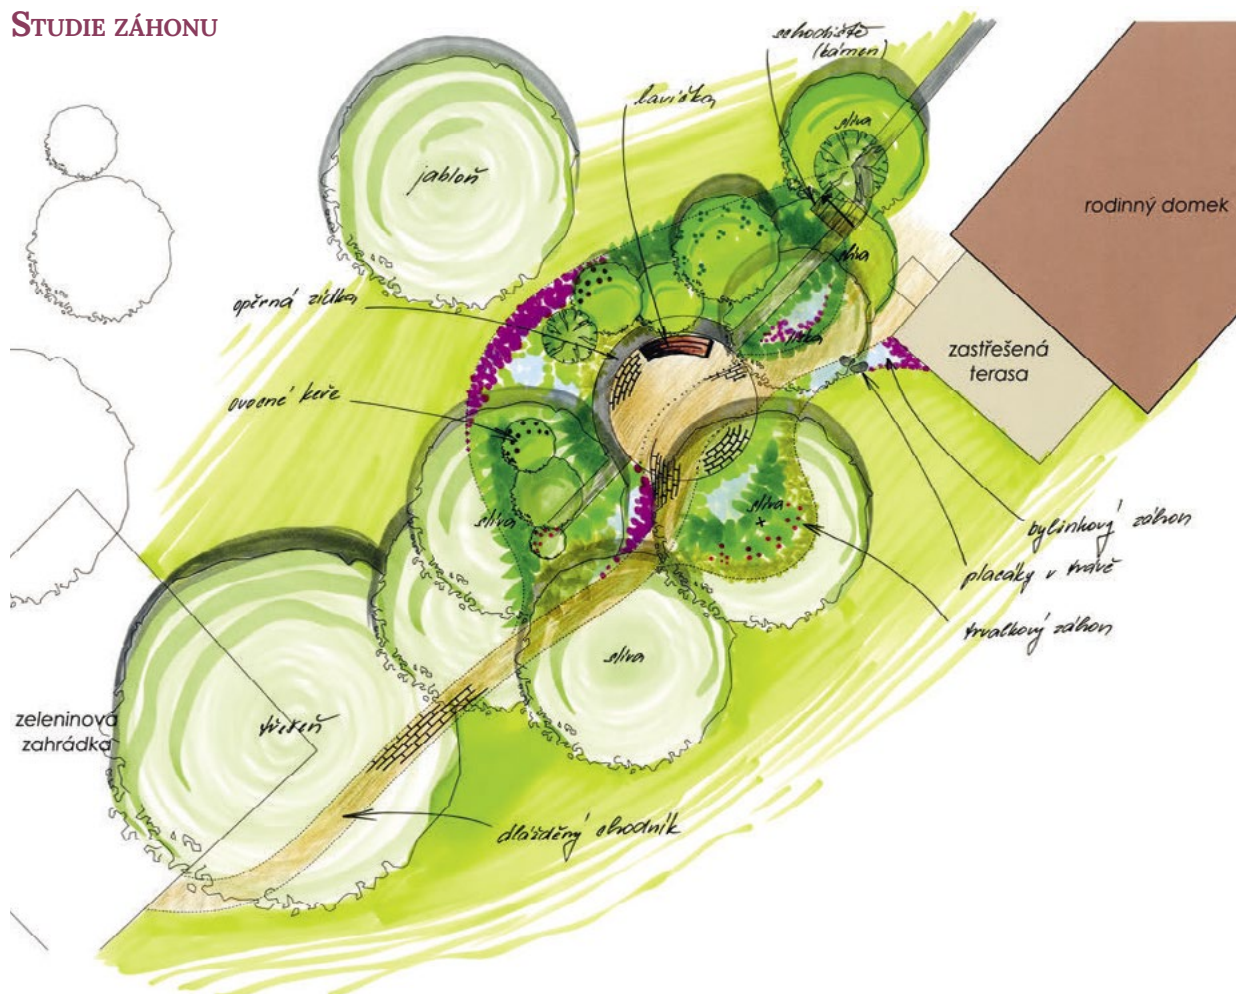 STUDIE ZÁHONU
schodiště
(kámen)
lavička
slíva
jabloň
rodinný domek
slíva
opěrná zídka
zastřešená
terasa
ovocné keře
slíva
slíva
bylinkový záhon
placáky v trávě
trvalkový záhon
slíva
zeleninová
zahrádka
třešeň
dlážděný chodník